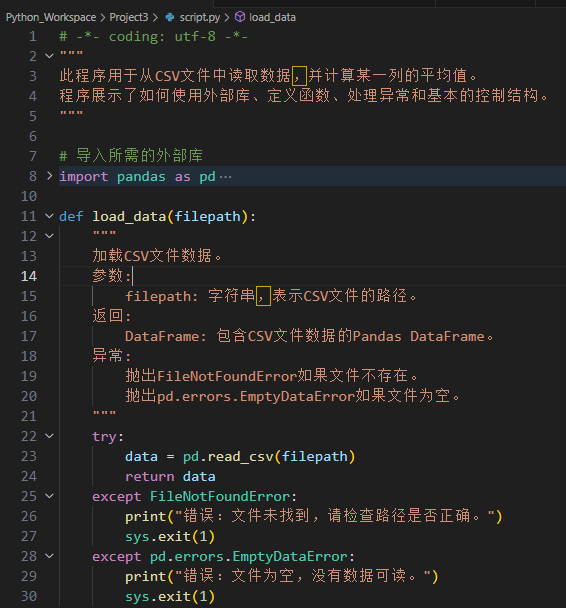 Python_Workspace > Project3 > script.py > load_data
1 # -*- coding: utf-8 -*-
2 """
3 此程序用于从CSV文件中读取数据，并计算某一列的平均值。
4 程序展示了如何使用外部库、定义函数、处理异常和基本的控制结构。
5 """
6
7 # 导入所需的外部库
8 import pandas as pd ···
10
11 def load_data(filepath):
12     """
13     加载CSV文件数据。
14     参数:
15         filepath: 字符串，表示CSV文件的路径。
16     返回:
17         DataFrame: 包含CSV文件数据的Pandas DataFrame。
18     异常:
19         抛出FileNotFoundError如果文件不存在。
20         抛出pd.errors.EmptyDataError如果文件为空。
21     """
22     try:
23         data = pd.read_csv(filepath)
24         return data
25     except FileNotFoundError:
26         print("错误：文件未找到，请检查路径是否正确。")
27         sys.exit(1)
28     except pd.errors.EmptyDataError:
29         print("错误：文件为空，没有数据可读。")
30         sys.exit(1)